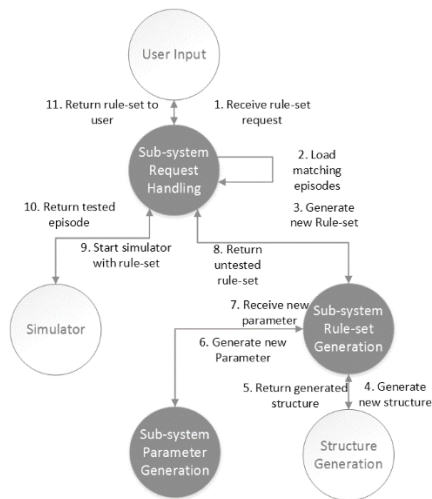 User Input
11. Return rule-set to
user
1. Receive rule-set
request
Sub-system
Request
Handling
2. Load
matching
episodes
10. Return tested
episode
3. Generate
new Rule-set
9. Start simulator
with rule-set
8. Return
untested
rule-set
7. Receive new
parameter
Simulator
Sub-system
Rule-set
Generation
6. Generate new
Parameter
5. Return generated
structure
4. Generate
new structure
Sub-system
Parameter
Generation
Structure
Generation